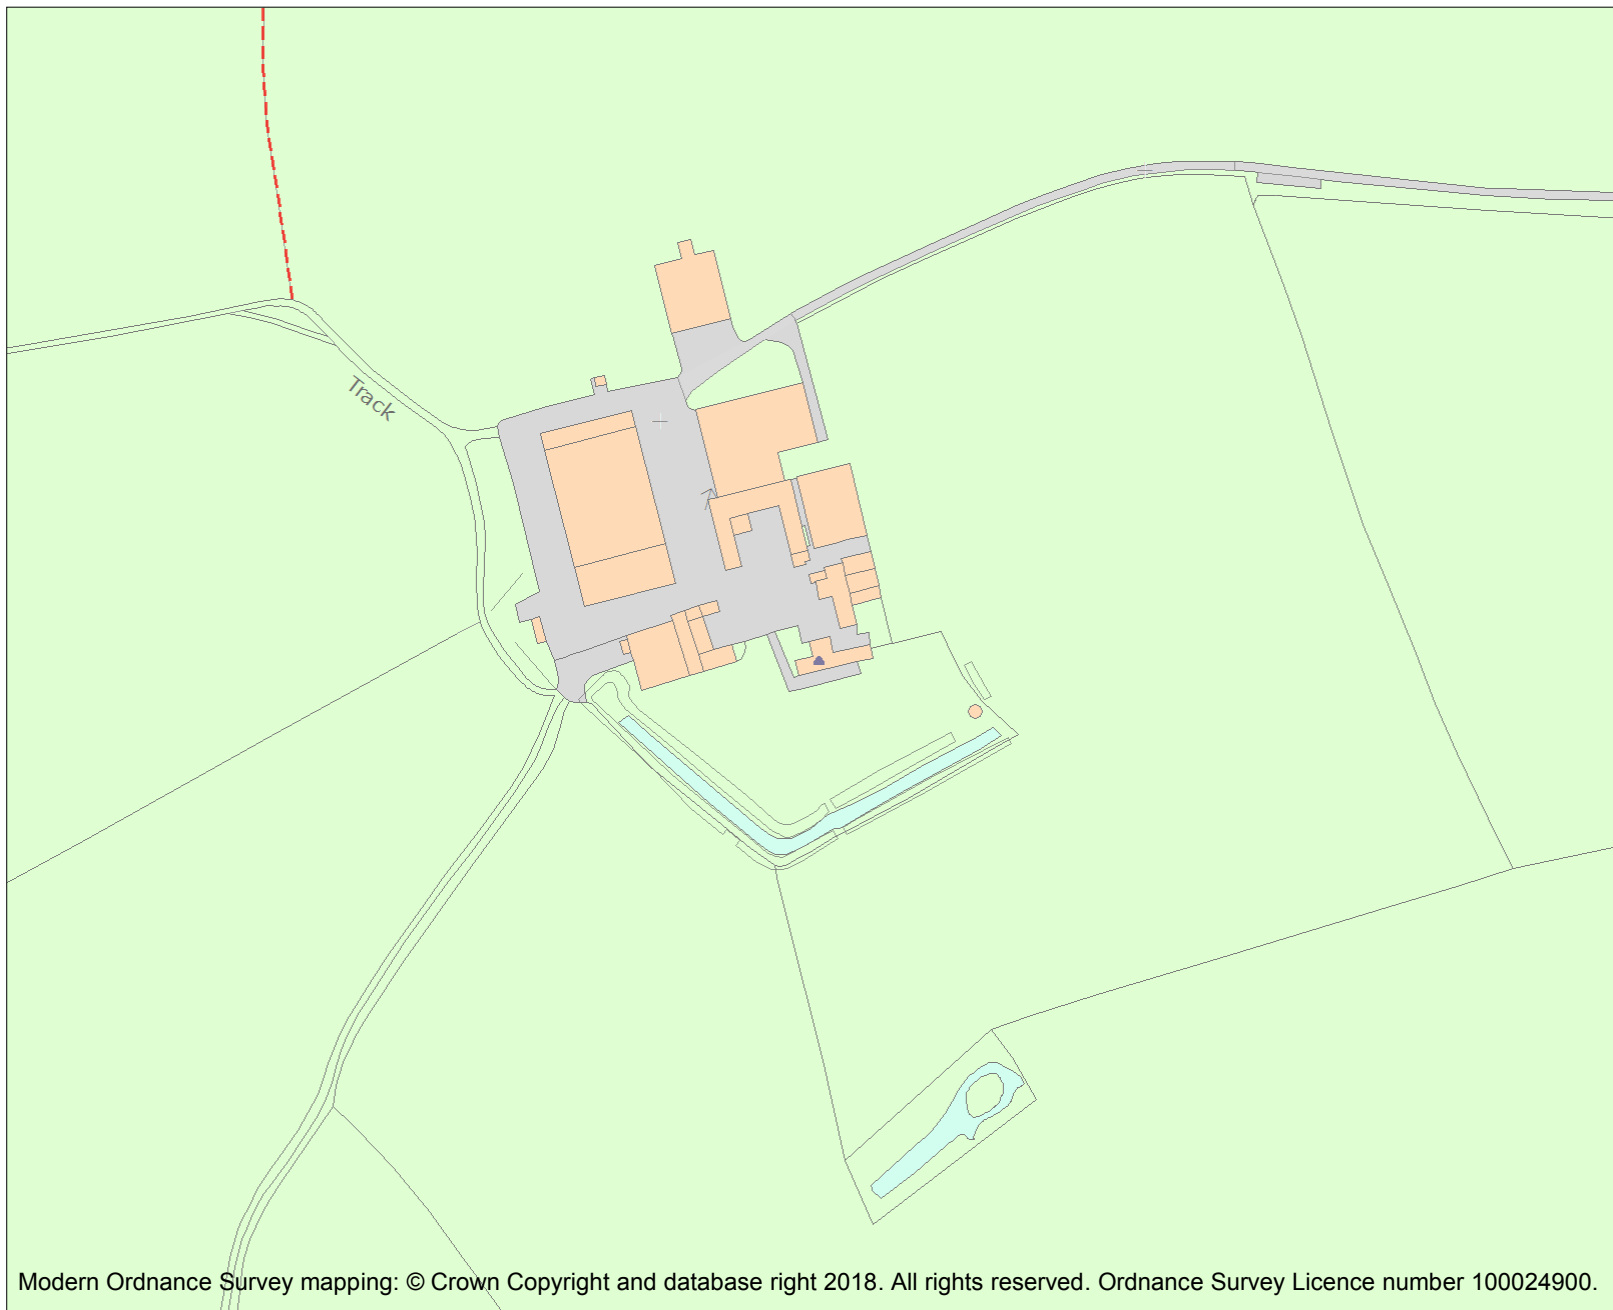 Track
Modern Ordnance Survey mapping: © Crown Copyright and database right 2018. All rights reserved. Ordnance Survey Licence number 100024900.